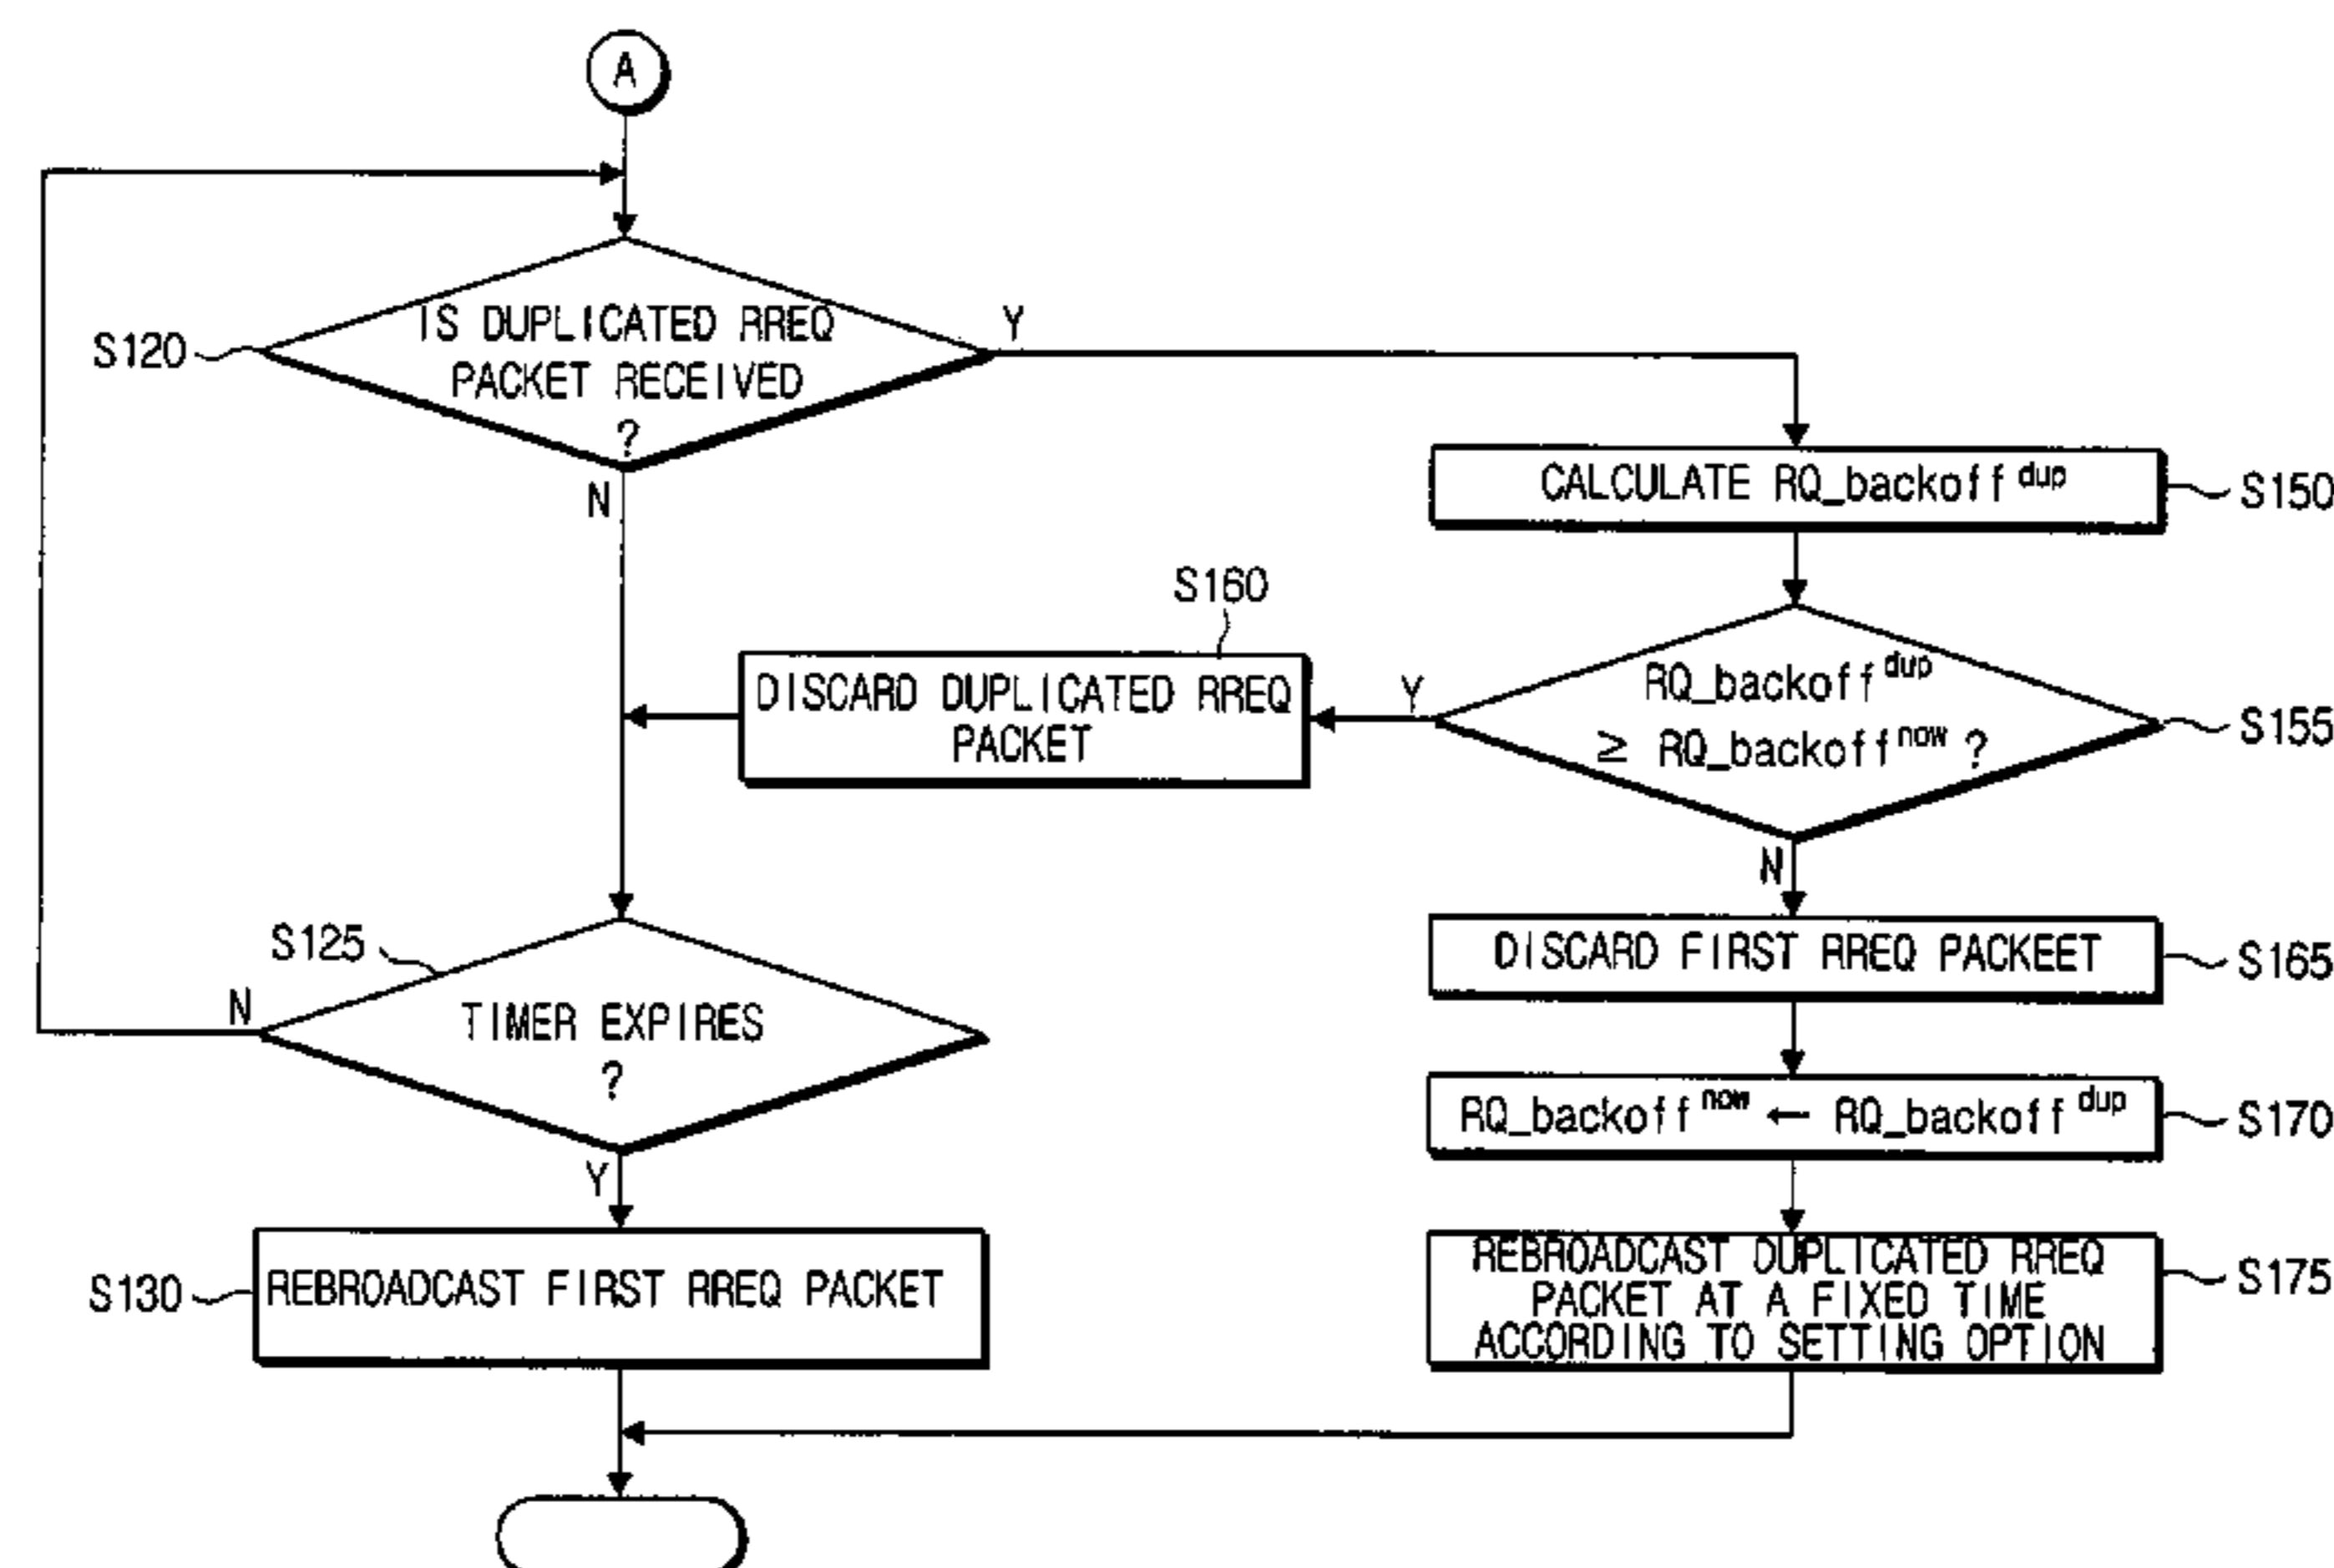 A
S120
IS DUPLICATED RREQ
PACKET RECEIVED
?
Y
N
CALCULATE RQ_backoff^dup
S150
S160
DISCARD DUPLICATED RREQ
PACKET
Y
RQ_backoff^dup
≥ RQ_backoff^now ?
S155
N
S125
N
TIMER EXPIRES
?
Y
DISCARD FIRST RREQ PACKEET
S165
RQ_backoff^now ← RQ_backoff^dup
S170
S130
REBROADCAST FIRST RREQ PACKET
REBROADCAST DUPLICATED RREQ
PACKET AT A FIXED TIME
ACCORDING TO SETTING OPTION
S175